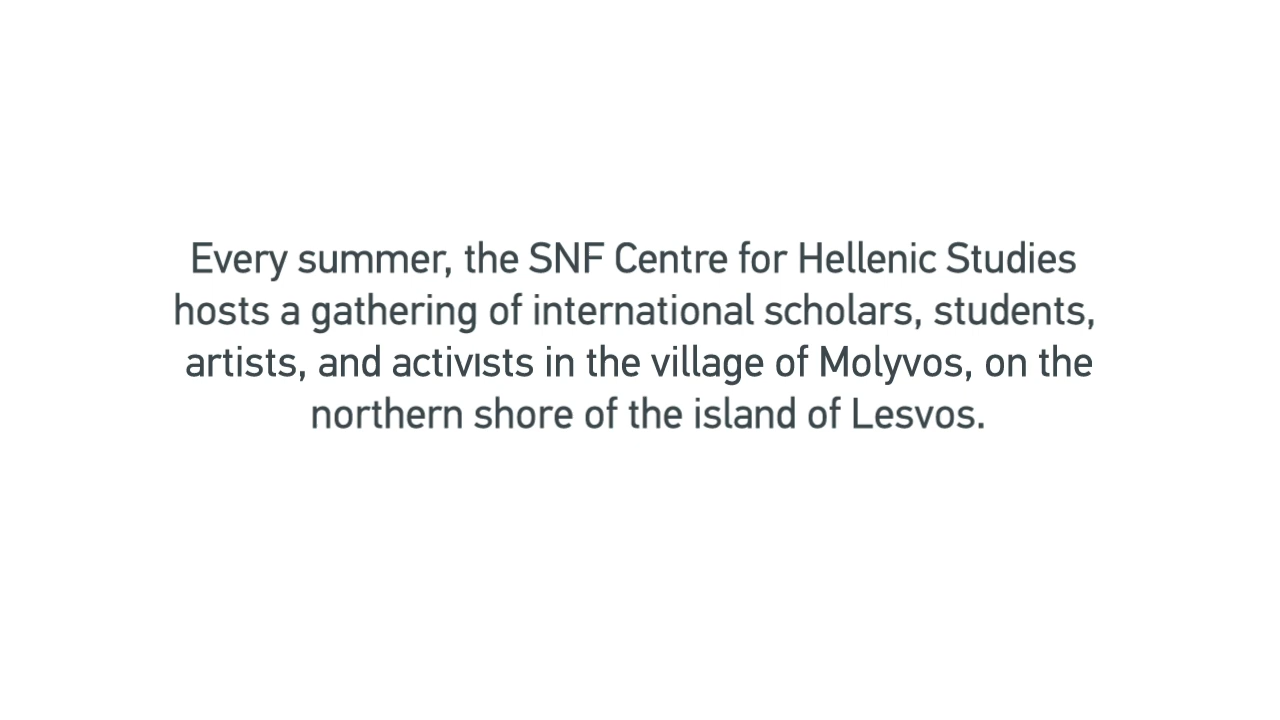 Every summer, the SNF Centre for Hellenic Studies
hosts a gathering of international scholars, students,
artists, and actıvısts in the village of Molyvos, on the
northern shore of the island of Lesvos.